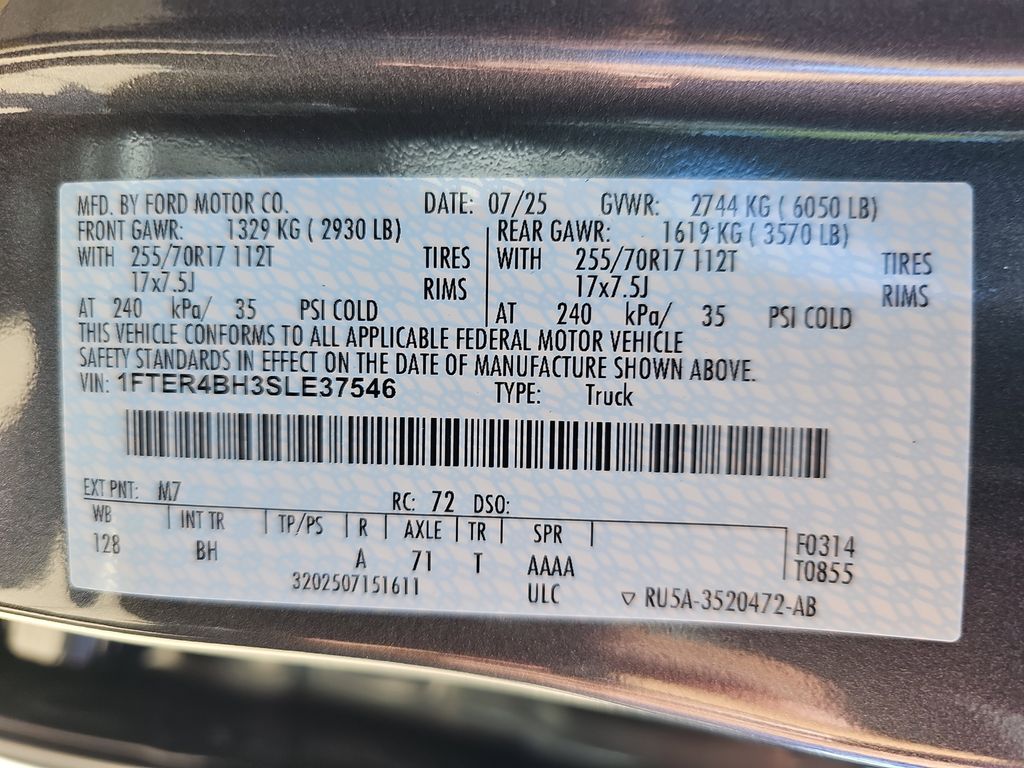 MFD. BY FORD MOTOR CO. DATE: 07/25 GVWR: 2744 KG ( 6050 LB)
FRONT GAWR: 1329 KG ( 2930 LB) REAR GAWR: 1619 KG ( 3570 LB)
WITH 255/70R17 112T TIRES WITH 255/70R17 112T TIRES
17x7.5J RIMS 17x7.5J RIMS
AT 240 kPa/ 35 PSI COLD AT 240 kPa/ 35 PSI COLD
THIS VEHICLE CONFORMS TO ALL APPLICABLE FEDERAL MOTOR VEHICLE
SAFETY STANDARDS IN EFFECT ON THE DATE OF MANUFACTURE SHOWN ABOVE.
VIN: 1FTER4BH3SLE37546 TYPE: Truck
EXT PNT: M7 RC: 72 DSO:
WB INT TR TP/PS R AXLE TR SPR F0314
128 BH A 71 T AAAA T0855
3202507151611 ULC ▽ RU5A-3520472-AB